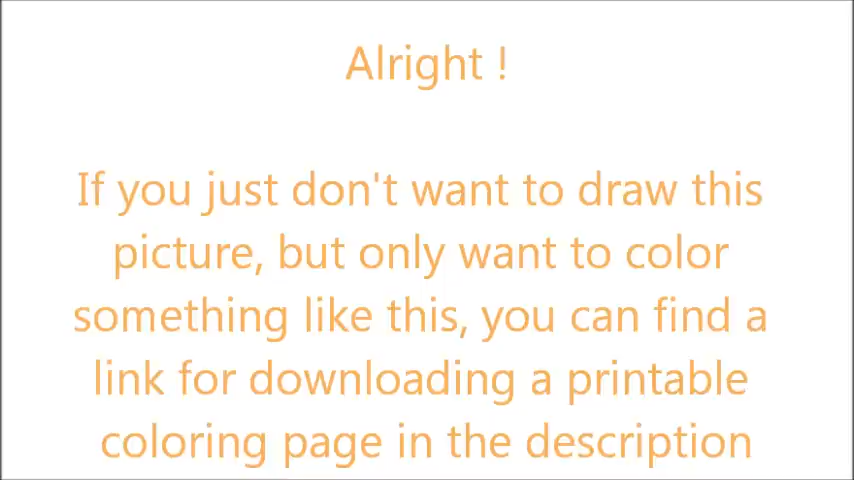 Alright !
If you just don't want to draw this
picture, but only want to color
something like this, you can find a
link for downloading a printable
coloring page in the description